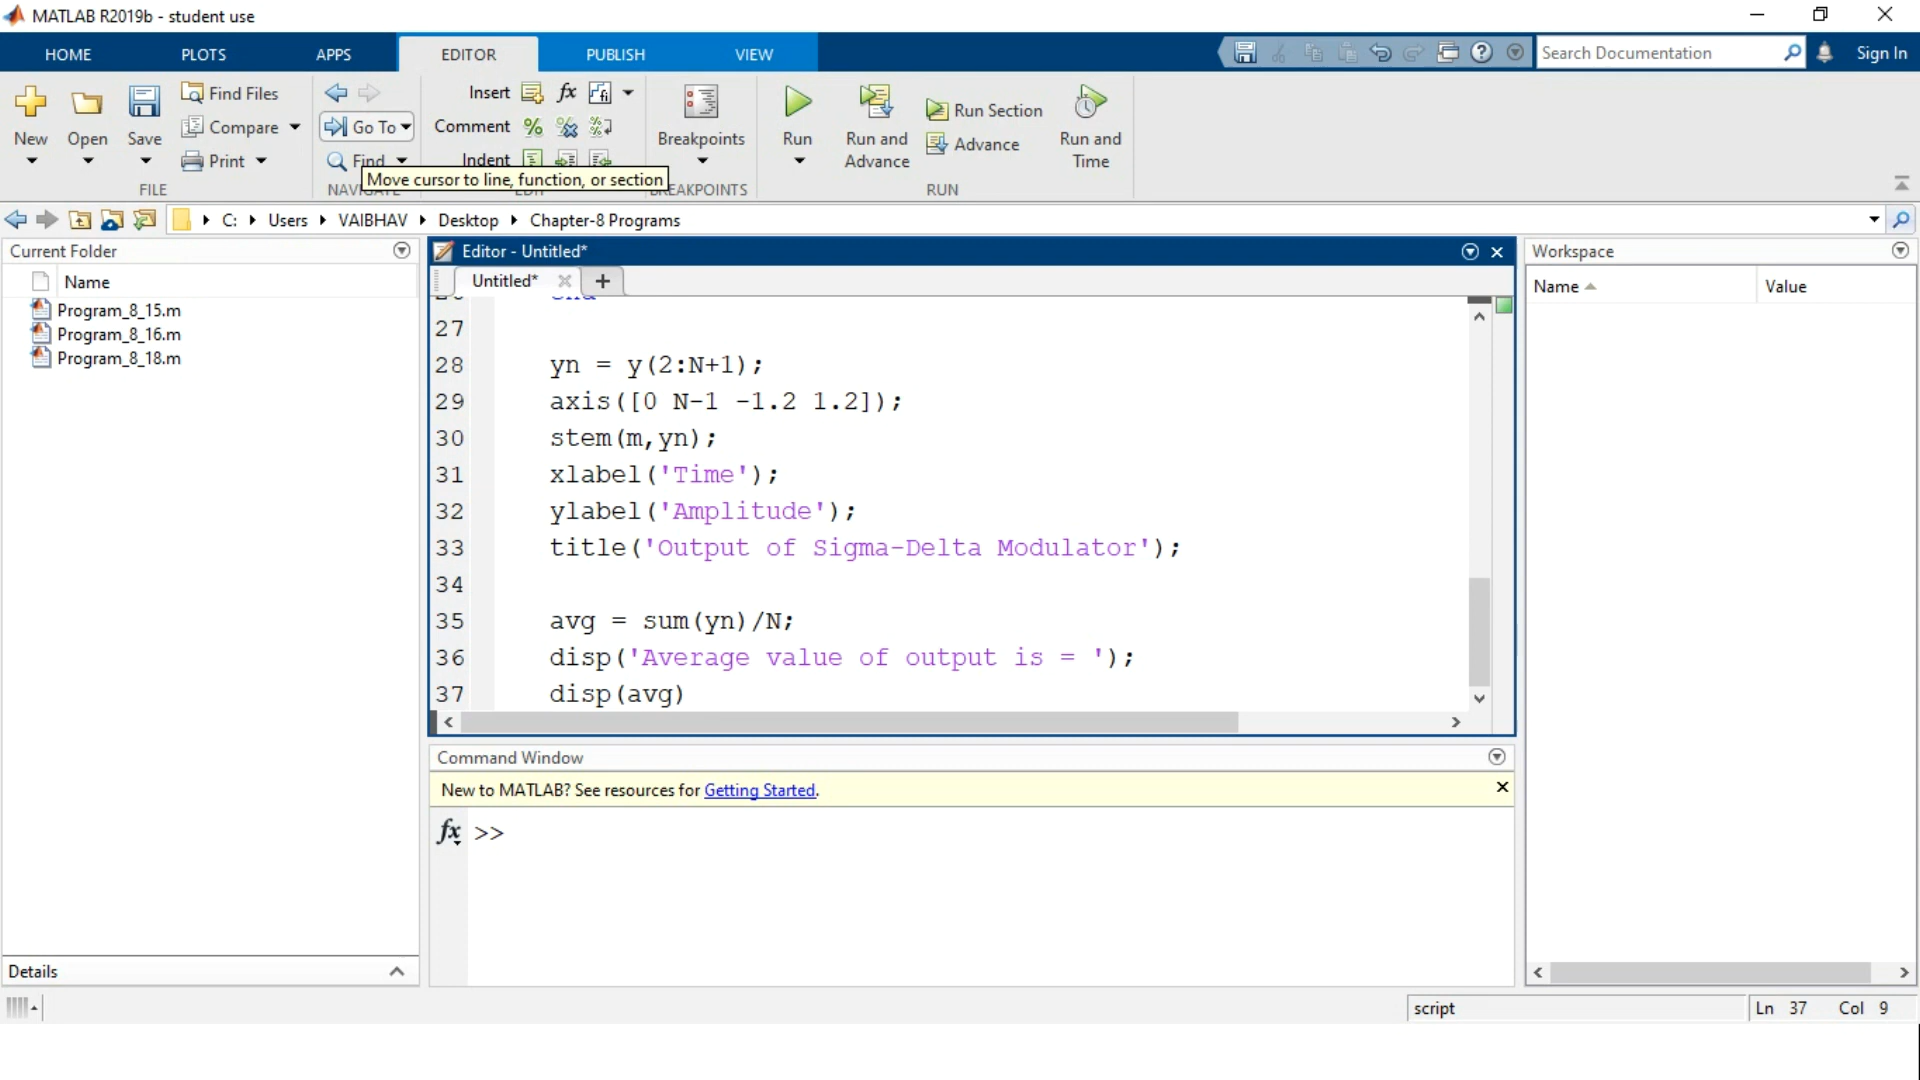 MATLAB R2019b - student use
HOME PLOTS APPS EDITOR PUBLISH VIEW
Search Documentation
Sign In
New Open Save
Find Files
Compare
Print
FILE
Go To
Find
NAVIGATE
Insert
Comment
Indent
Move cursor to line, function, or section
Breakpoints
BREAKPOINTS
Run
Run and Advance
Run Section
Advance
Run and Time
RUN
C: Users VAIBHAV Desktop Chapter-8 Programs
Current Folder
Name
Program_8_15.m
Program_8_16.m
Program_8_18.m
Details
Editor - Untitled*
Untitled*
27
28 yn = y(2:N+1);
29 axis([0 N-1 -1.2 1.2]);
30 stem(m,yn);
31 xlabel('Time');
32 ylabel('Amplitude');
33 title('Output of Sigma-Delta Modulator');
34
35 avg = sum(yn)/N;
36 disp('Average value of output is = ');
37 disp(avg)
Command Window
New to MATLAB? See resources for Getting Started.
fx >>
Workspace
Name Value
script
Ln 37 Col 9